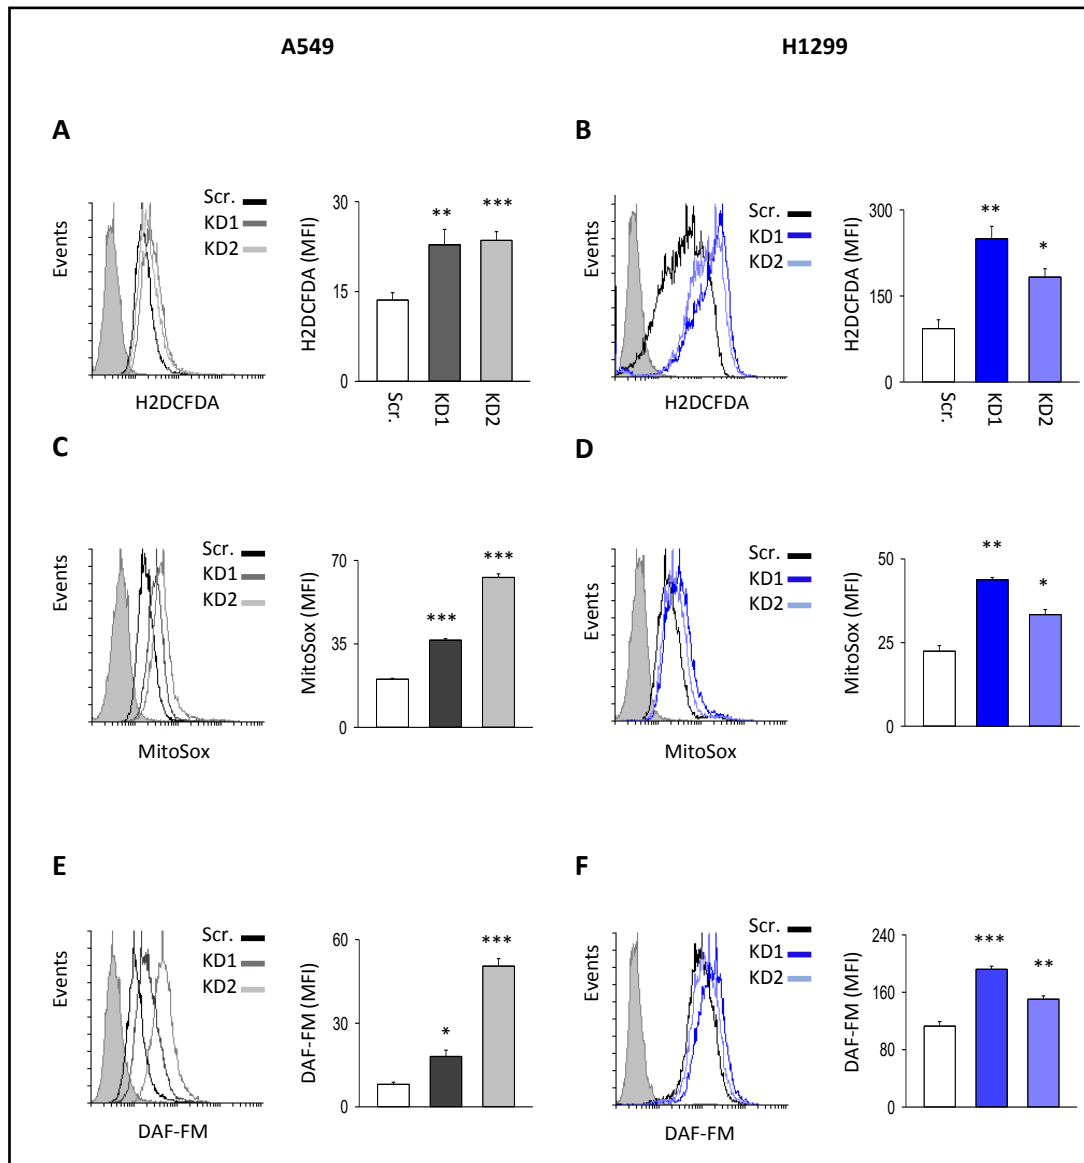 A549 H1299
A B
Scr.
KD1
KD2
Events
H2DCFDA
H2DCFDA (MFI)
30
15
0
** ***
Scr. KD1 KD2
Scr.
KD1
KD2
Events
H2DCFDA
H2DCFDA (MFI)
300
150
0
** *
Scr. KD1 KD2
C D
Scr.
KD1
KD2
Events
MitoSox
MitoSox (MFI)
70
35
0
*** ***
Scr.
KD1
KD2
Events
MitoSox
MitoSox (MFI)
50
25
0
** *
E F
Scr.
KD1
KD2
Events
DAF-FM
DAF-FM (MFI)
60
30
0
* ***
Scr.
KD1
KD2
Events
DAF-FM
DAF-FM (MFI)
240
160
80
0
*** **